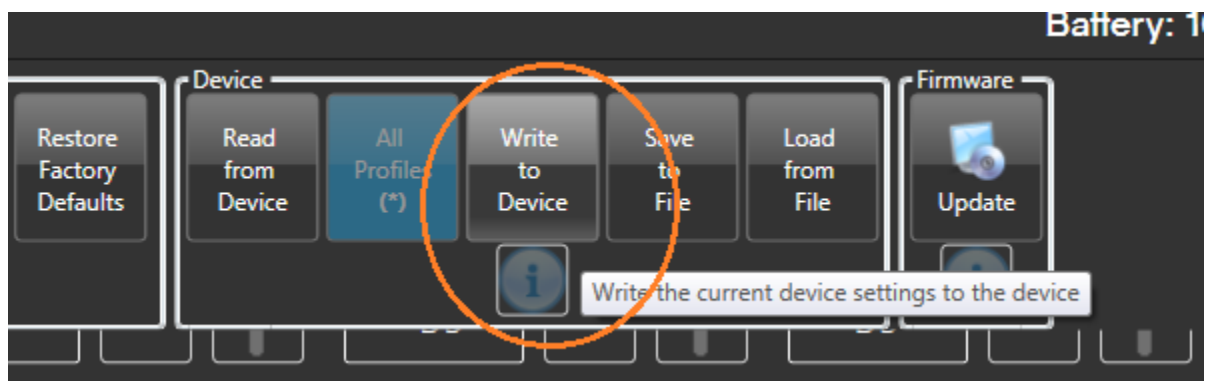 Battery: 1
Device
Firmware
Restore
Factory
Defaults
Read
from
Device
All
Profiles
(*)
Write
to
Device
Save
to
File
Load
from
File
Update
i
Write the current device settings to the device